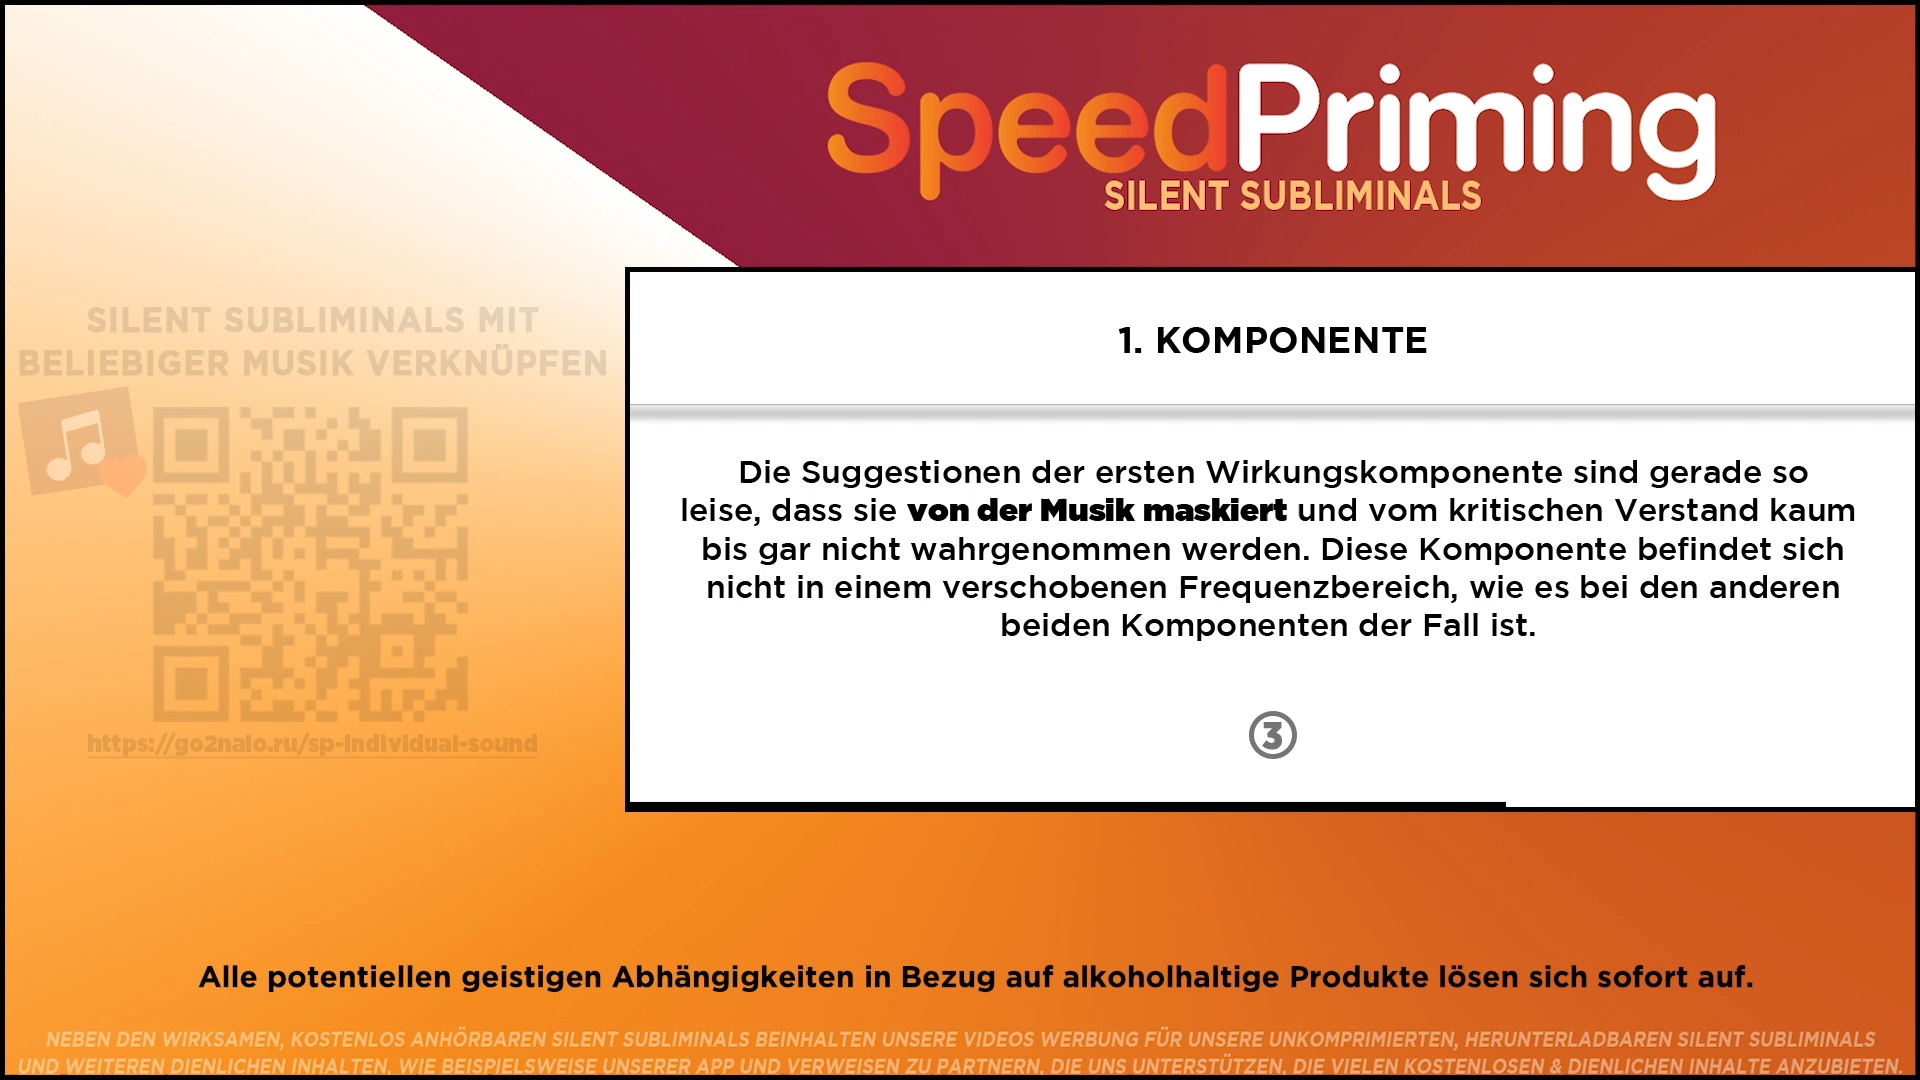 SpeedPriming
SILENT SUBLIMINALS
SILENT SUBLIMINALS MIT
BELIEBIGER MUSIK VERKNÜPFEN
https://go2nalo.ru/sp-individual-sound
1. KOMPONENTE
Die Suggestionen der ersten Wirkungskomponente sind gerade so
leise, dass sie von der Musik maskiert und vom kritischen Verstand kaum
bis gar nicht wahrgenommen werden. Diese Komponente befindet sich
nicht in einem verschobenen Frequenzbereich, wie es bei den anderen
beiden Komponenten der Fall ist.
3
Alle potentiellen geistigen Abhängigkeiten in Bezug auf alkoholhaltige Produkte lösen sich sofort auf.
NEBEN DEN WIRKSAMEN, KOSTENLOS ANHÖRBAREN SILENT SUBLIMINALS BEINHALTEN UNSERE VIDEOS WERBUNG FÜR UNSERE UNKOMPRIMIERTEN, HERUNTERLADBAREN SILENT SUBLIMINALS
UND WEITEREN DIENLICHEN INHALTEN, WIE BEISPIELSWEISE UNSERER APP UND VERWEISEN ZU PARTNERN, DIE UNS UNTERSTÜTZEN, DIE VIELEN KOSTENLOSEN & DIENLICHEN INHALTE ANZUBIETEN.